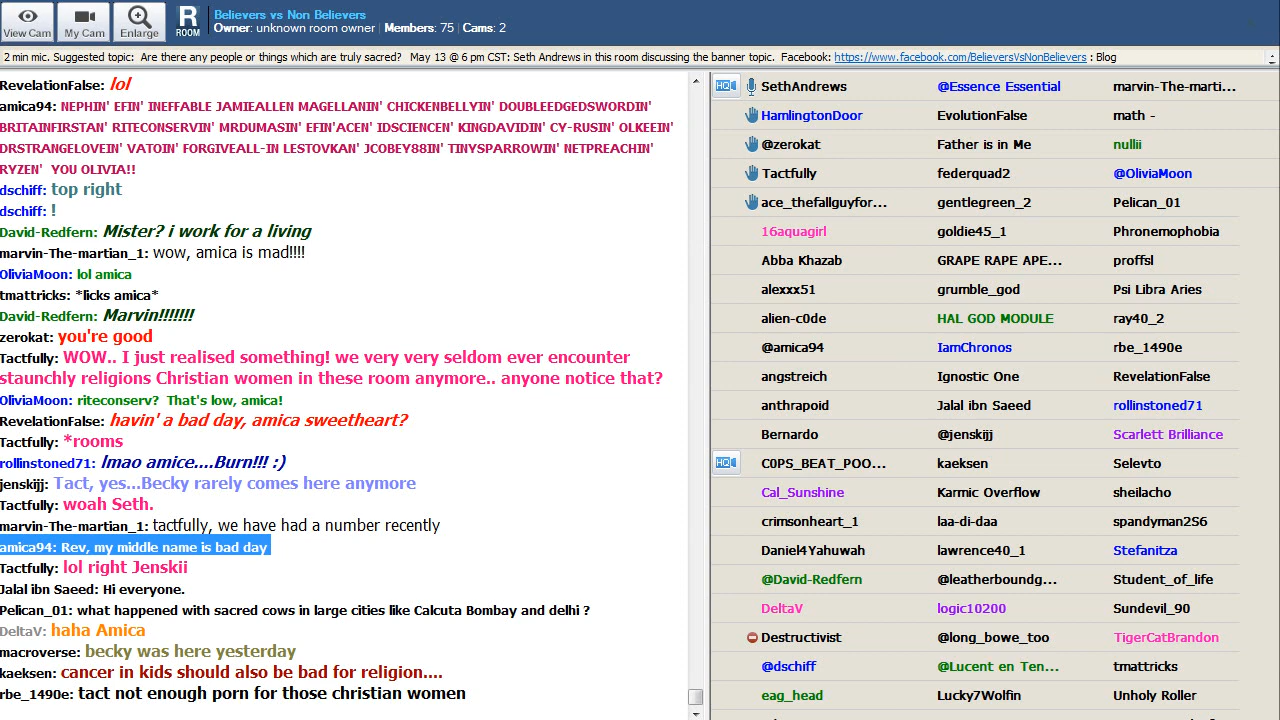 View Cam
My Cam
Enlarge
R
ROOM
Believers vs Non Believers
Owner: unknown room owner | Members: 75 | Cams: 2
2 min mic. Suggested topic: Are there any people or things which are truly sacred? May 13 @ 6 pm CST: Seth Andrews in this room discussing the banner topic. Facebook: https://www.facebook.com/BelieversVsNonBelievers : Blog
RevelationFalse: lol
amica94: NEPHIN' EFIN' INEFFABLE JAMIEALLEN MAGELLANIN' CHICKENBELLYIN' DOUBLEEDGEDSWORDIN'
BRITAINFIRSTAN' RITECONSERVIN' MRDUMASIN' EFIN'ACEN' IDSCIENCEN' KINGDAVIDIN' CY-RUSIN' OLKEEIN'
DRSTRANGELOVEIN' VATOIN' FORGIVEALL-IN LESTOVKAN' JCOBEY88IN' TINYSPARROWIN' NETPREACHIN'
RYZEN' YOU OLIVIA!!
dschiff: top right
dschiff: !
David-Redfern: Mister? i work for a living
marvin-The-martian_1: wow, amica is mad!!!!
OliviaMoon: lol amica
tmattricks: *licks amica*
David-Redfern: Marvin!!!!!!!
zerokat: you're good
Tactfully: WOW.. I just realised something! we very very seldom ever encounter
staunchly religions Christian women in these room anymore.. anyone notice that?
OliviaMoon: riteconserv? That's low, amica!
RevelationFalse: havin' a bad day, amica sweetheart?
Tactfully: *rooms
rollinstoned71: lmao amice....Burn!!! :)
jenskijj: Tact, yes...Becky rarely comes here anymore
Tactfully: woah Seth.
marvin-The-martian_1: tactfully, we have had a number recently
amica94: Rev, my middle name is bad day
Tactfully: lol right Jenskii
Jalal ibn Saeed: Hi everyone.
Pelican_01: what happened with sacred cows in large cities like Calcuta Bombay and delhi ?
DeltaV: haha Amica
macroverse: becky was here yesterday
kaeksen: cancer in kids should also be bad for religion....
rbe_1490e: tact not enough porn for those christian women
HQ SethAndrews @Essence Essential marvin-The-marti...
HamlingtonDoor EvolutionFalse math -
@zerokat Father is in Me nullii
Tactfully federquad2 @OliviaMoon
ace_thefallguyfor... gentlegreen_2 Pelican_01
16aquagirl goldie45_1 Phronemophobia
Abba Khazab GRAPE RAPE APE... proffsl
alexxx51 grumble_god Psi Libra Aries
alien-c0de HAL GOD MODULE ray40_2
@amica94 IamChronos rbe_1490e
angstreich Ignostic One RevelationFalse
anthrapoid Jalal ibn Saeed rollinstoned71
Bernardo @jenskijj Scarlett Brilliance
HQ C0PS_BEAT_POO... kaeksen Selevto
Cal_Sunshine Karmic Overflow sheilacho
crimsonheart_1 laa-di-daa spandyman2S6
Daniel4Yahuwah lawrence40_1 Stefanitza
@David-Redfern @leatherboundg... Student_of_life
DeltaV logic10200 Sundevil_90
Destructivist @long_bowe_too TigerCatBrandon
@dschiff @Lucent en Ten... tmattricks
eag_head Lucky7Wolfin Unholy Roller